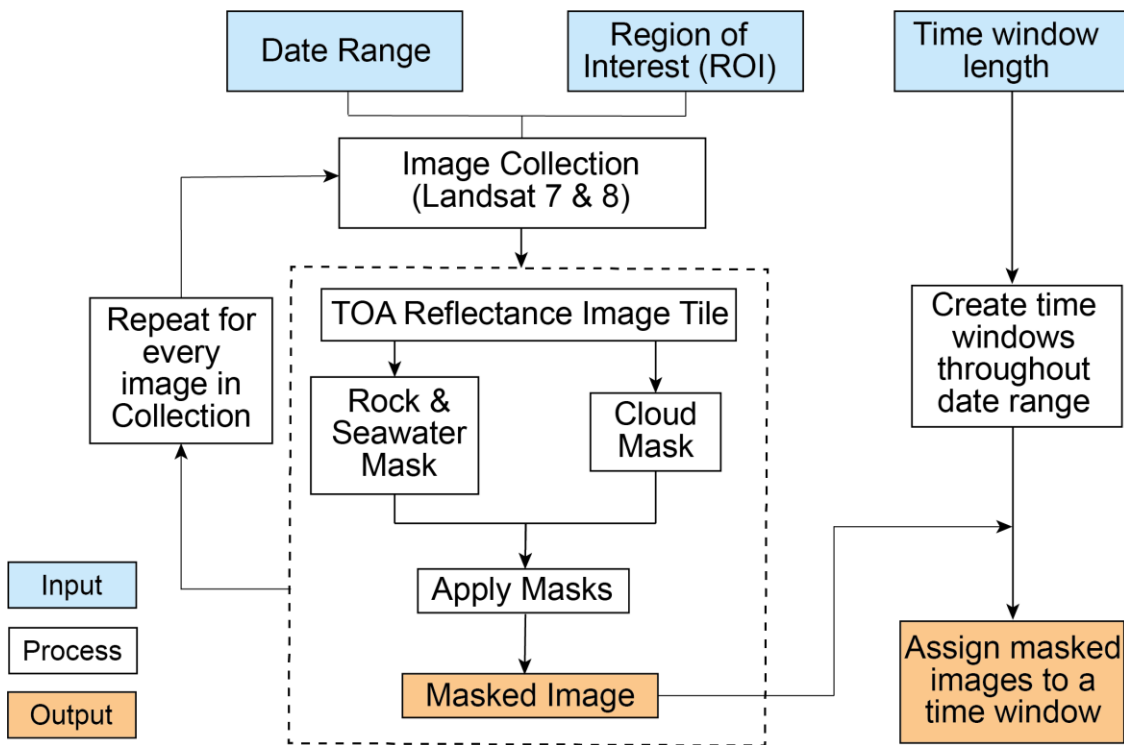 Date Range
Region of
Interest (ROI)
Time window
length
Image Collection
(Landsat 7 & 8)
TOA Reflectance Image Tile
Repeat for
every
image in
Collection
Rock &
Seawater
Mask
Cloud
Mask
Create time
windows
throughout
date range
Apply Masks
Masked Image
Assign masked
images to a
time window
Input
Process
Output